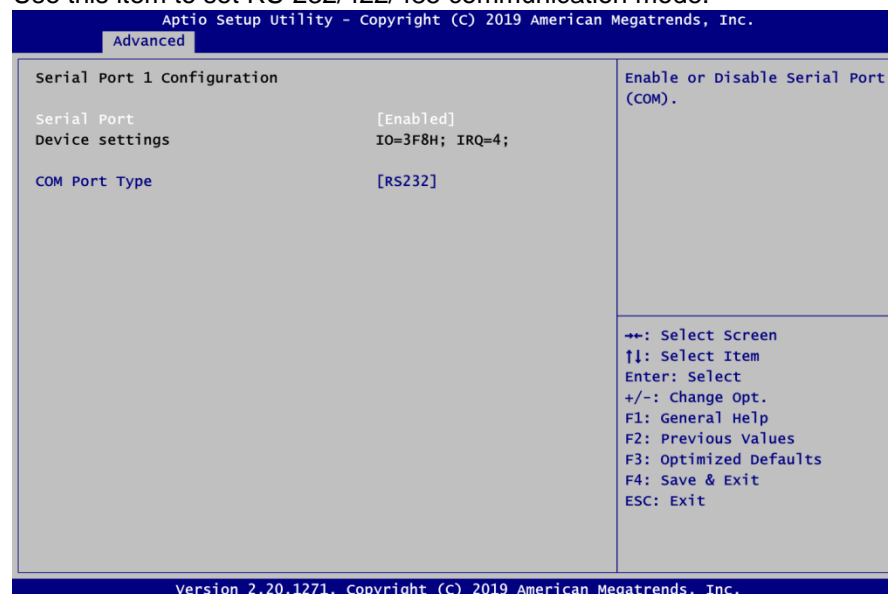 Use this item to set RS-232/422/485 communication mode.
Aptio Setup Utility - Copyright (C) 2019 American Megatrends, Inc.
Advanced
Serial Port 1 Configuration
Serial Port [Enabled]
Device settings IO=3F8H; IRQ=4;
COM Port Type [RS232]
Enable or Disable Serial Port
(COM).
→←: Select Screen
↑↓: Select Item
Enter: Select
+/-: Change Opt.
F1: General Help
F2: Previous Values
F3: Optimized Defaults
F4: Save & Exit
ESC: Exit
Version 2.20.1271. Copyright (C) 2019 American Megatrends, Inc.